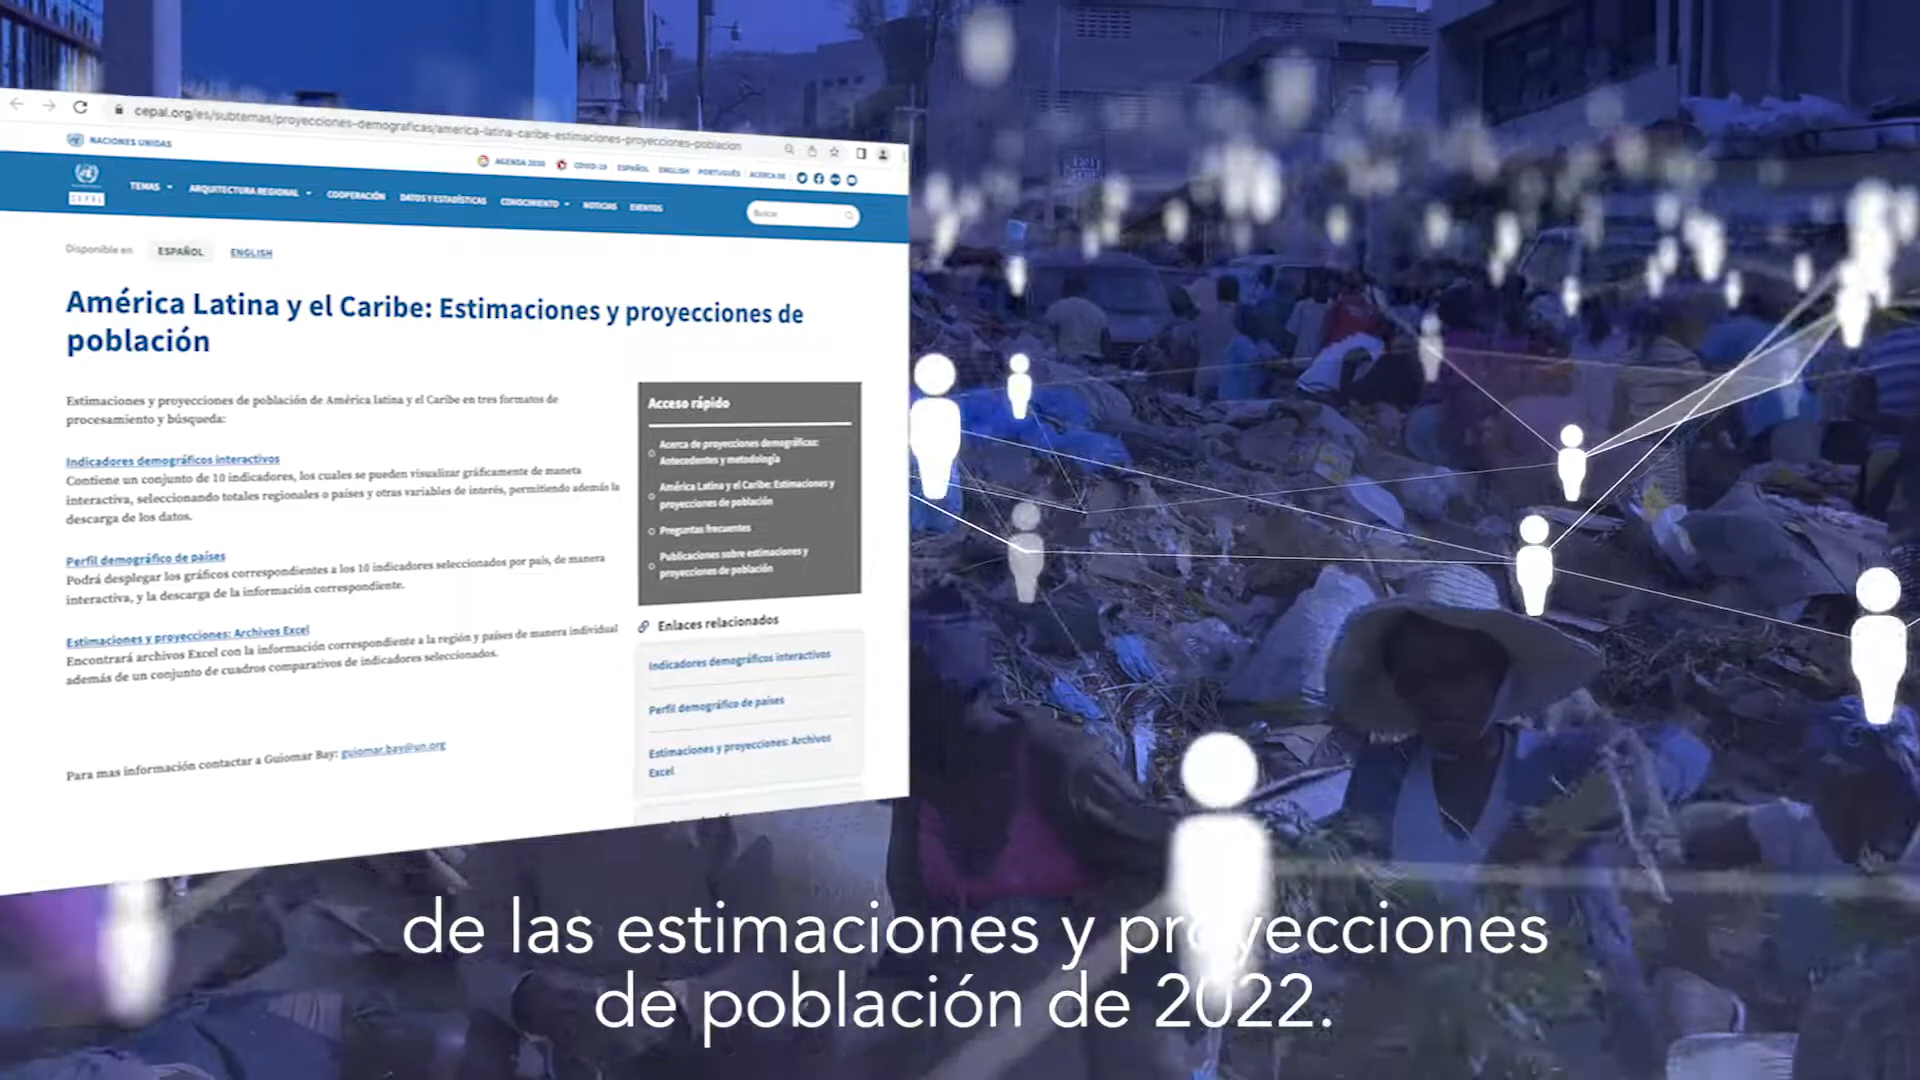 cepal.org/es/subtemas/proyecciones-demograficas/america-latina-caribe-estimaciones-proyecciones-poblacion
NACIONES UNIDAS
AGENDA 2030 COVID-19 ESPAÑOL ENGLISH PORTUGUÊS ACERCA DE
CEPAL
TEMAS ARQUITECTURA REGIONAL COOPERACIÓN DATOS Y ESTADÍSTICAS CONOCIMIENTO NOTICIAS EVENTOS
Buscar
Disponible en ESPAÑOL ENGLISH
América Latina y el Caribe: Estimaciones y proyecciones de
población
Estimaciones y proyecciones de población de América latina y el Caribe en tres formatos de
procesamiento y búsqueda:
Indicadores demográficos interactivos
Contiene un conjunto de 10 indicadores, los cuales se pueden visualizar gráficamente de maneta
interactiva, seleccionando totales regionales o países y otras variables de interés, permitiendo además la
descarga de los datos.
Perfil demográfico de países
Podrá desplegar los gráficos correspondientes a los 10 indicadores seleccionados por país, de manera
interactiva, y la descarga de la información correspondiente.
Estimaciones y proyecciones: Archivos Excel
Encontrará archivos Excel con la información correspondiente a la región y países de manera individual
además de un conjunto de cuadros comparativos de indicadores seleccionados.
Para mas información contactar a Guiomar Bay: guiomar.bay@un.org
Acceso rápido
Acerca de proyecciones demográficas:
Antecedentes y metodología
América Latina y el Caribe: Estimaciones y
proyecciones de población
Preguntas frecuentes
Publicaciones sobre estimaciones y
proyecciones de población
Enlaces relacionados
Indicadores demográficos interactivos
Perfil demográfico de países
Estimaciones y proyecciones: Archivos
Excel
de las estimaciones y proyecciones
de población de 2022.